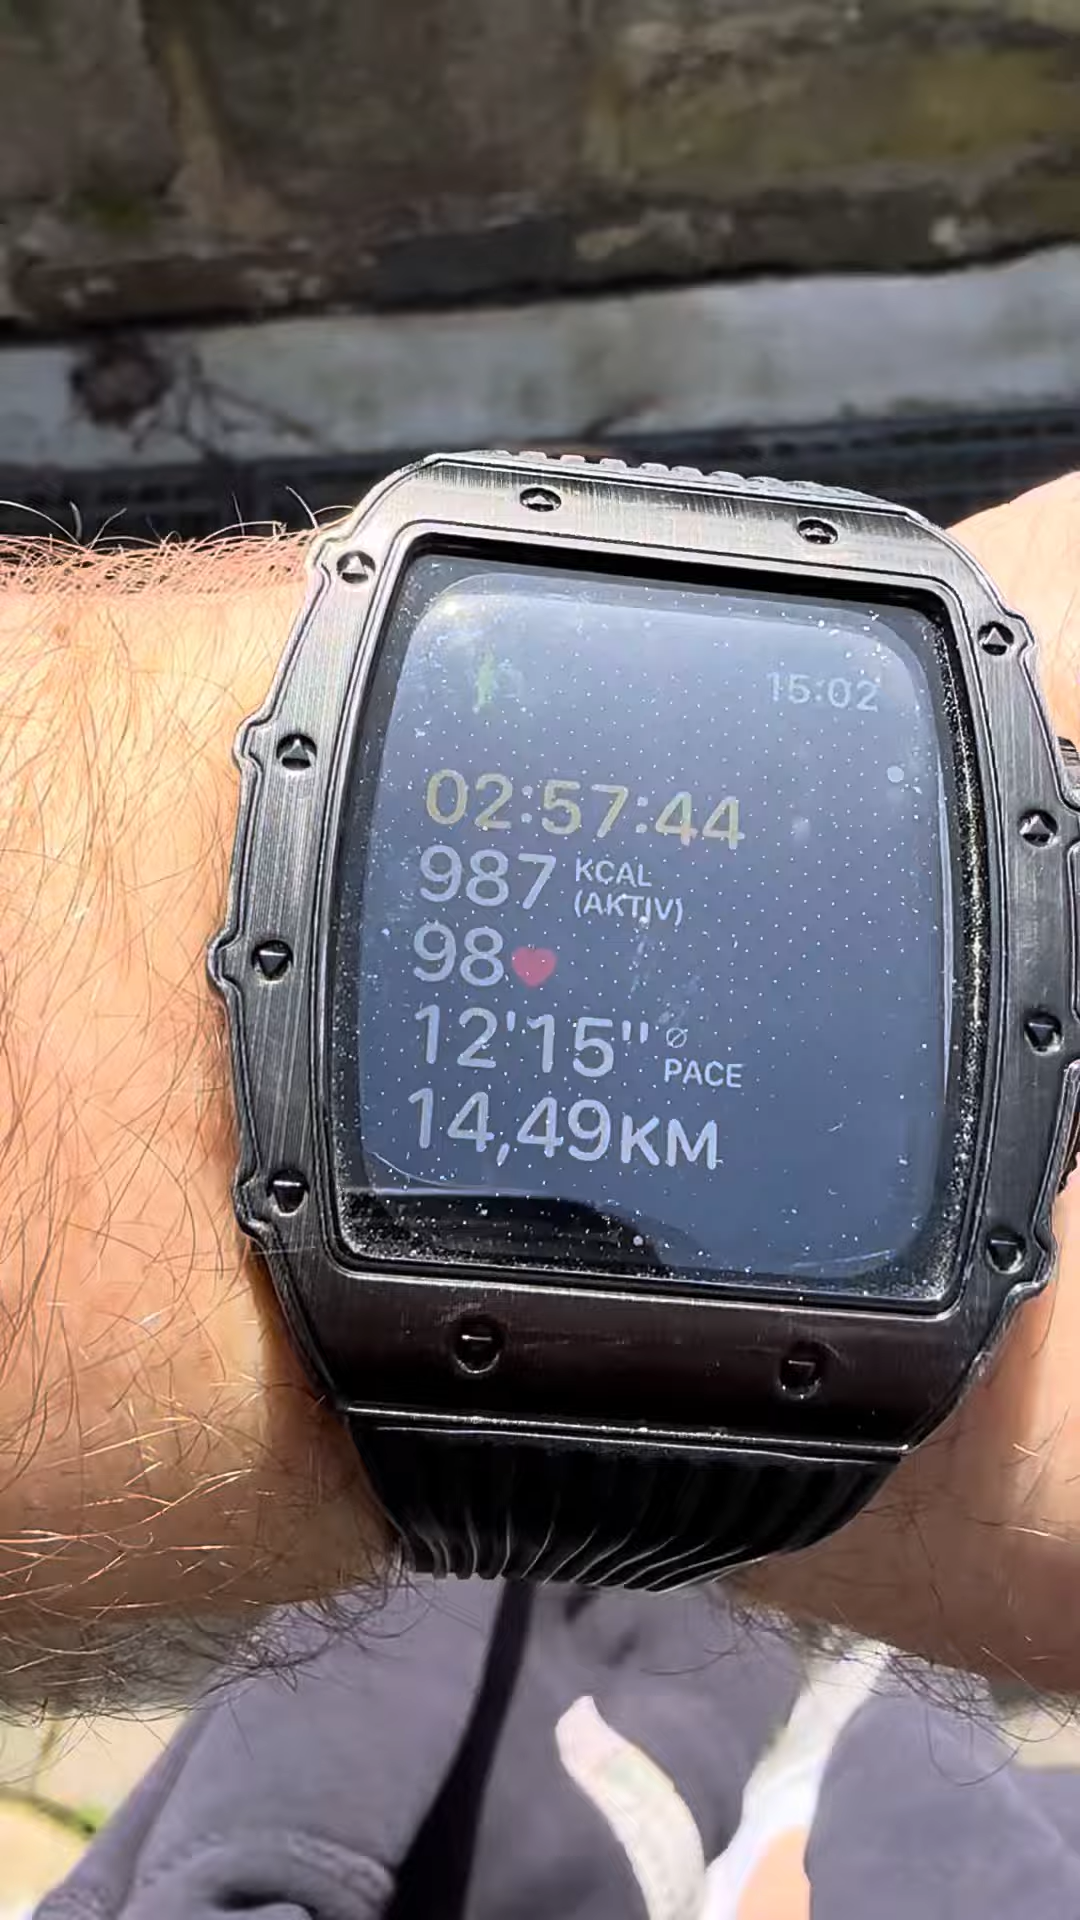 15:02
02:57:44
987 KCAL
(AKTIV)
98
12'15" Ø
PACE
14,49KM